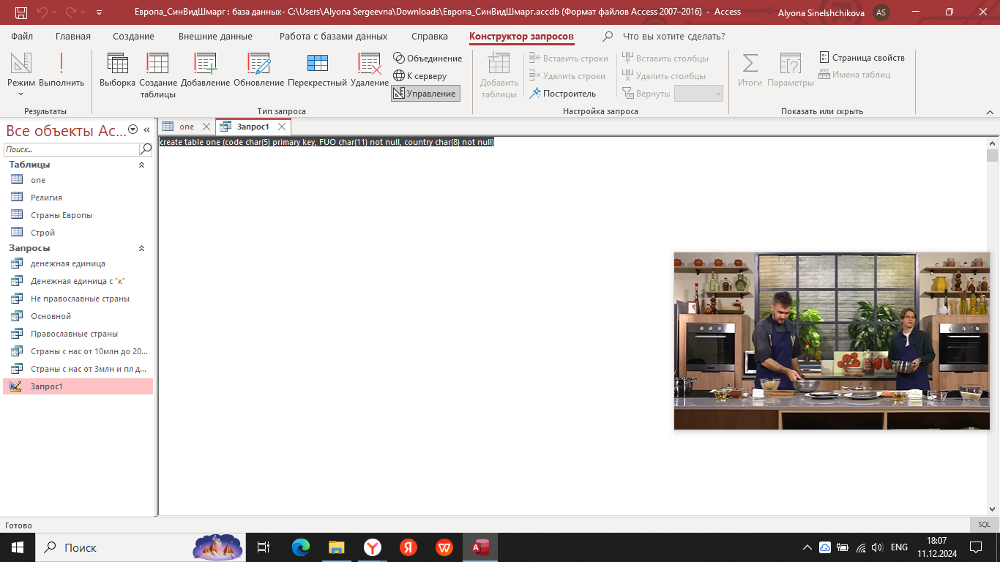 Европа_СинВидШмарг : база данных- C:\Users\Alyona Sergeevna\Downloads\Европа_СинВидШмарг.accdb (Формат файлов Access 2007–2016) - Access
Alyona Sinelshchikova
AS
Файл
Главная
Создание
Внешние данные
Работа с базами данных
Справка
Конструктор запросов
Что вы хотите сделать?
Режим
Выполнить
Результаты
Выборка
Создание таблицы
Добавление
Обновление
Перекрестный
Удаление
Объединение
К серверу
Управление
Тип запроса
Добавить таблицы
Вставить строки
Удалить строки
Построитель
Вставить столбцы
Удалить столбцы
Вернуть:
Настройка запроса
Итоги
Параметры
Страница свойств
XYZ
Имена таблиц
Показать или скрыть
Все объекты Ac...
Поиск...
Таблицы
one
Религия
Страны Европы
Строй
Запросы
денежная единица
Денежная единица с "к"
Не православные страны
Основной
Православные страны
Страны с нас от 10млн до 20...
Страны с нас от 3млн и пл д...
Запрос1
one
Запрос1
create table one (code char(5) primary key, FUO char(11) not null, country char(8) not null)
Готово
SQL
Поиск
ENG
18:07
11.12.2024